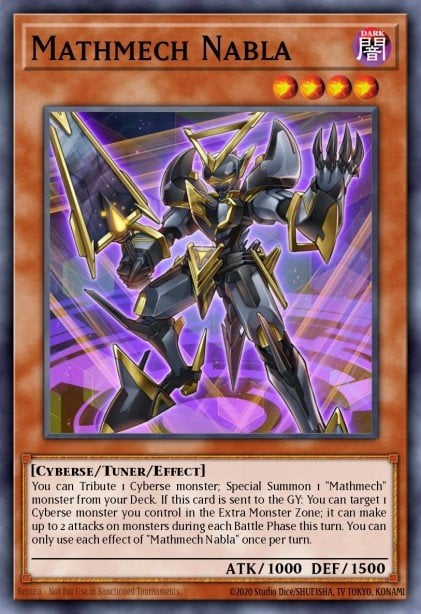 Mathmech Nabla
DARK
闇
[Cyberse/Tuner/Effect]
You can Tribute 1 Cyberse monster; Special Summon 1 "Mathmech"
monster from your Deck. If this card is sent to the GY: You can target 1
Cyberse monster you control in the Extra Monster Zone; it can make
up to 2 attacks on monsters during each Battle Phase this turn. You can
only use each effect of "Mathmech Nabla" once per turn.
ATK/1000 DEF/1500
Replica - Not For Use in Sanctioned Tournaments
©2020 Studio Dice/SHUEISHA, TV TOKYO, KONAMI